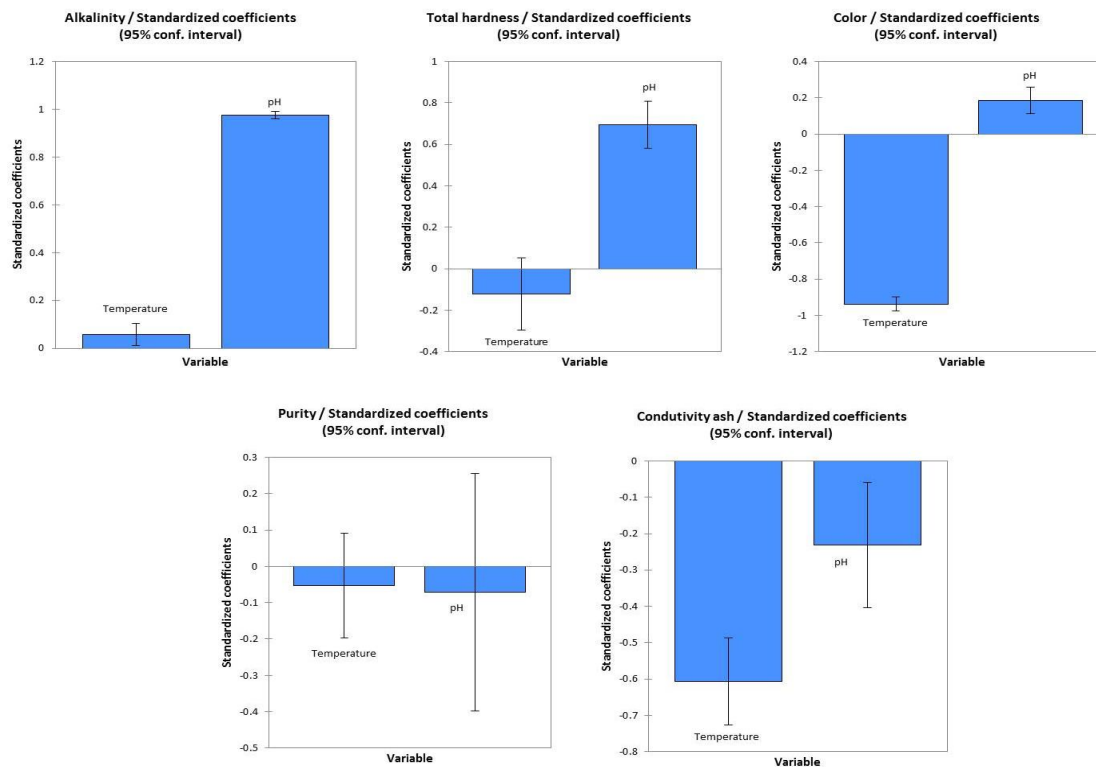 Alkalinity / Standardized coefficients
(95% conf. interval)
1.2
1
0.8
0.6
0.4
0.2
0
Standardized coefficients
Temperature
pH
Variable
Total hardness / Standardized coefficients
(95% conf. interval)
1
0.8
0.6
0.4
0.2
0
-0.2
-0.4
Standardized coefficients
Temperature
pH
Variable
Color / Standardized coefficients
(95% conf. interval)
0.4
0.2
0
-0.2
-0.4
-0.6
-0.8
-1
-1.2
Standardized coefficients
Temperature
pH
Variable
Purity / Standardized coefficients
(95% conf. interval)
0.3
0.2
0.1
0
-0.1
-0.2
-0.3
-0.4
-0.5
Standardized coefficients
Temperature
pH
Variable
Condutivity ash / Standardized coefficients
(95% conf. interval)
0
-0.1
-0.2
-0.3
-0.4
-0.5
-0.6
-0.7
-0.8
Standardized coefficients
Temperature
pH
Variable